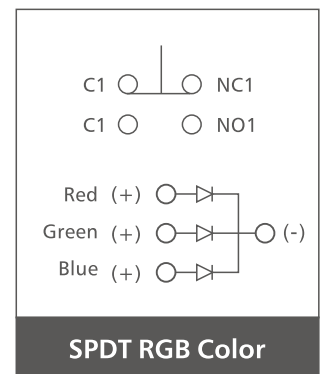 C1 NC1
C1 NO1
Red (+)
Green (+) (-)
Blue (+)
SPDT RGB Color